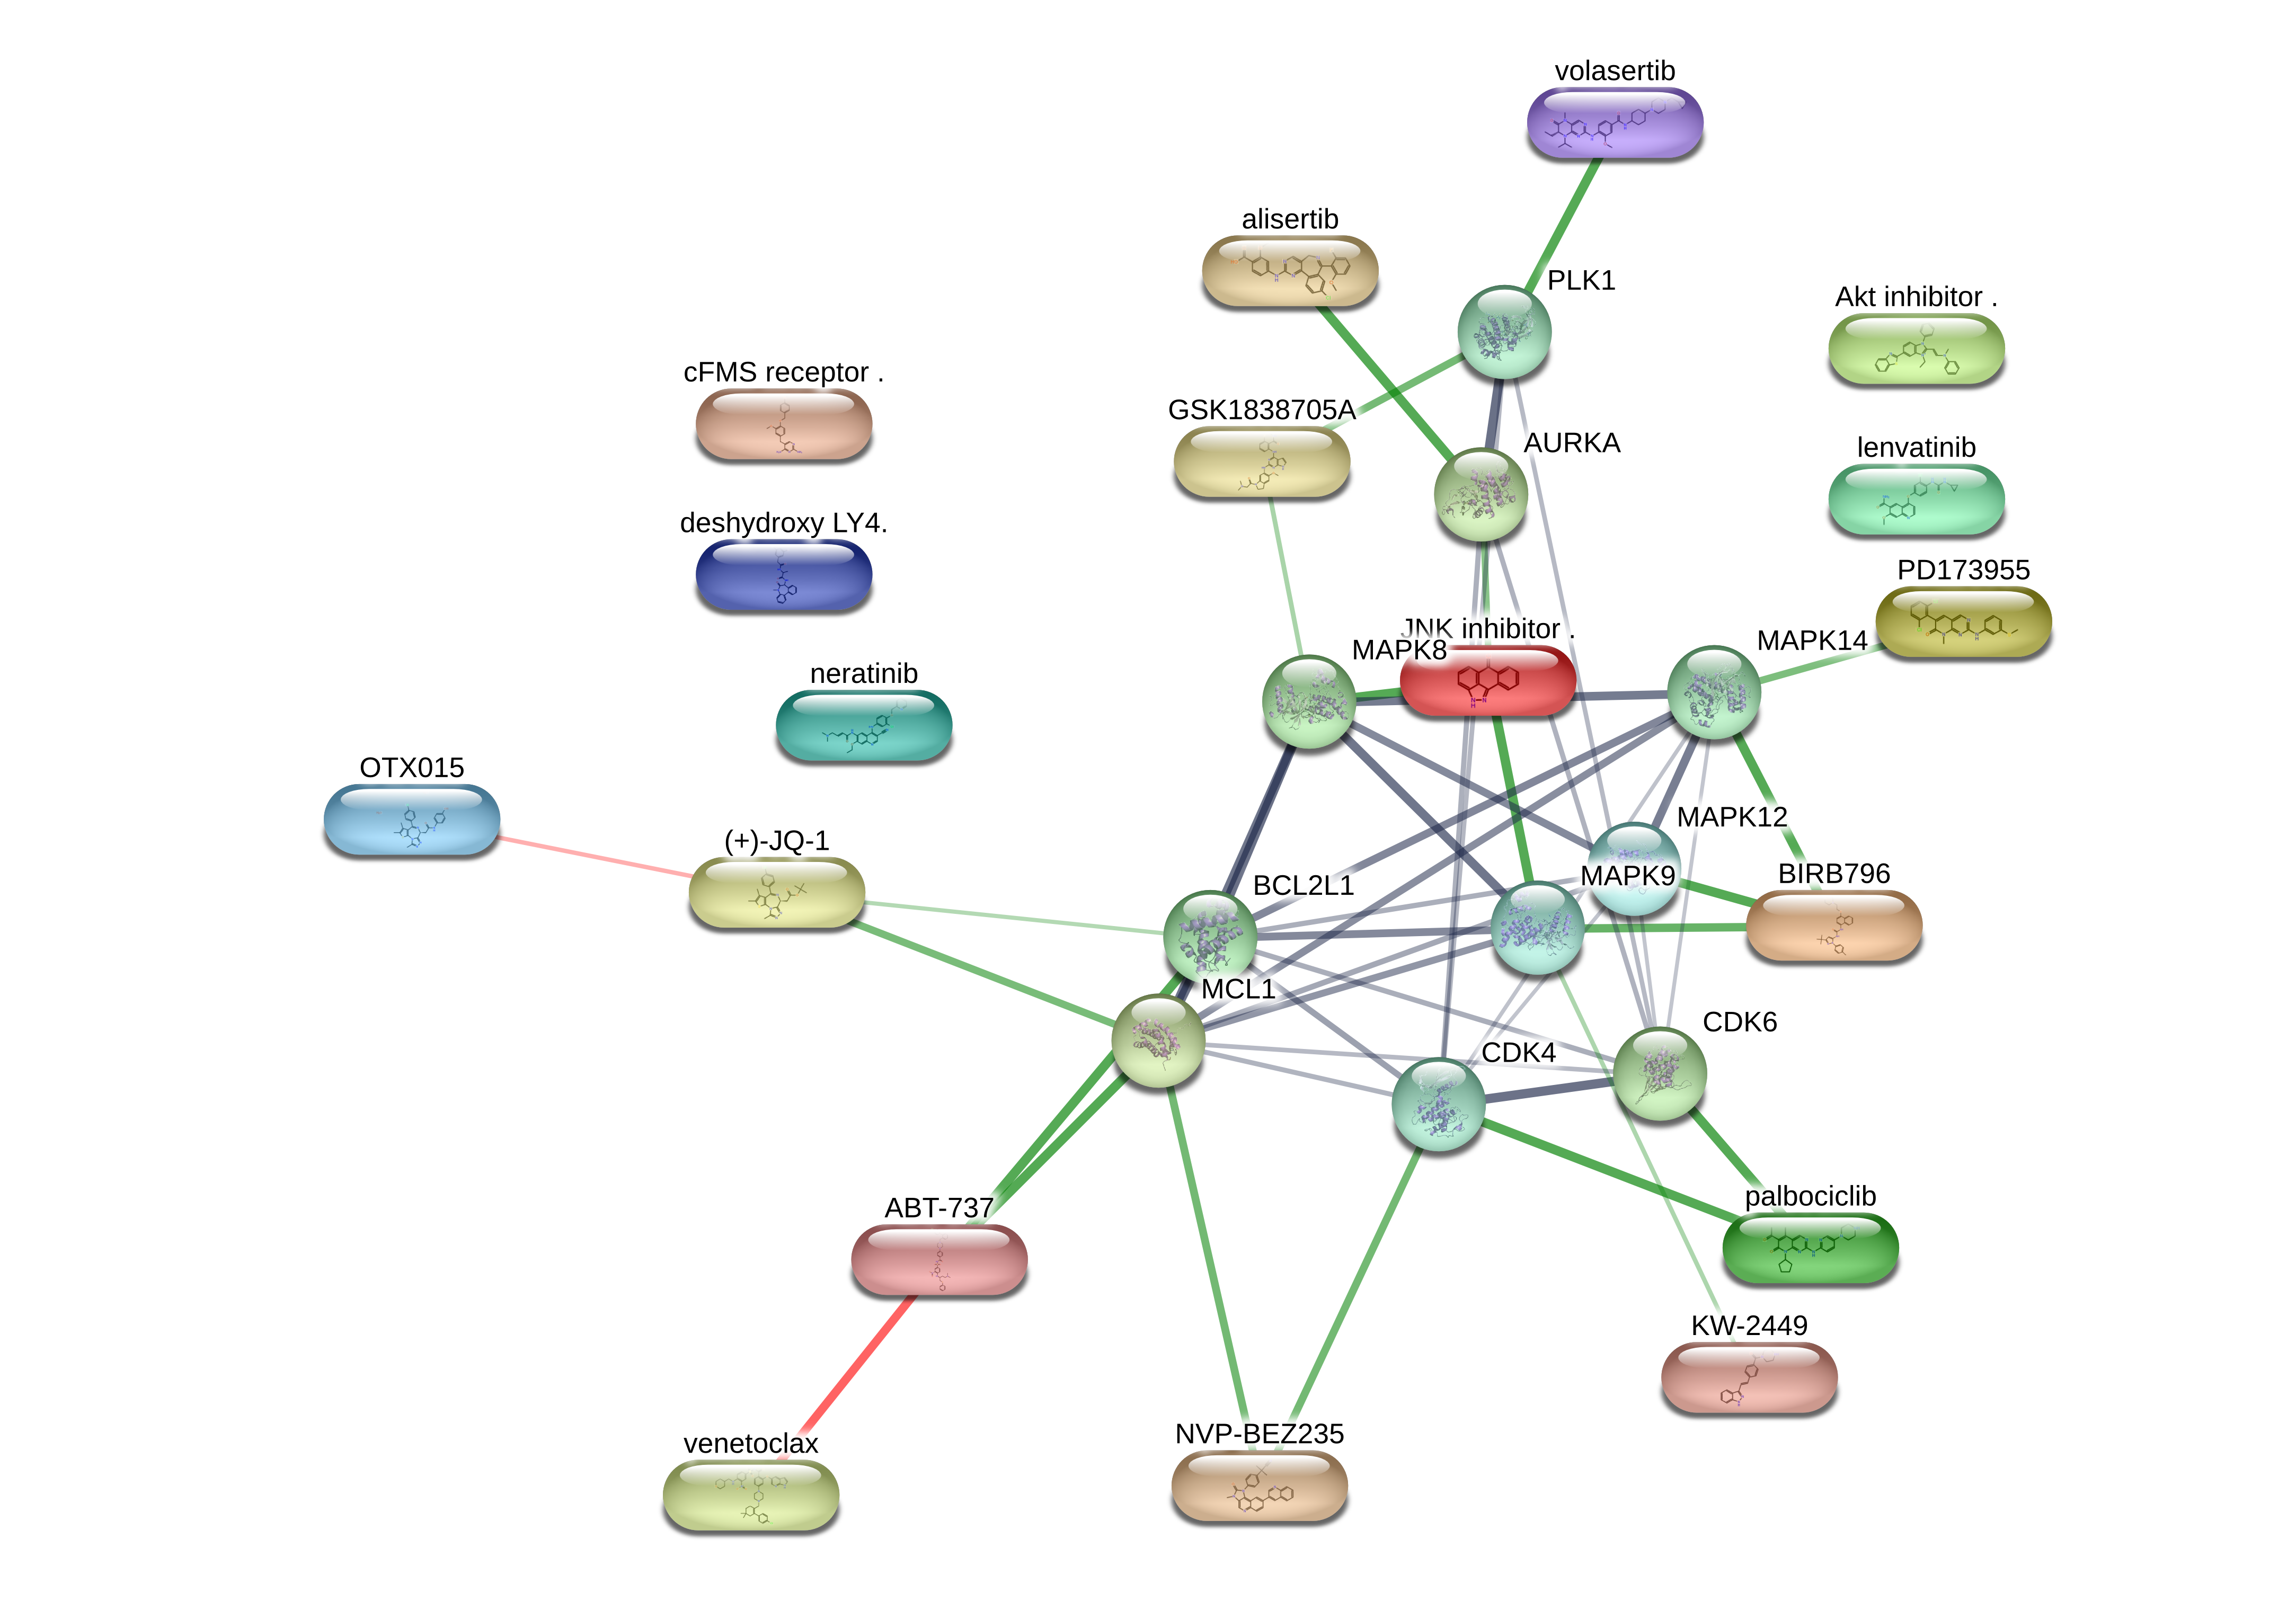 volasertib
alisertib
PLK1
Akt inhibitor .
cFMS receptor .
GSK1838705A
AURKA
lenvatinib
deshydroxy LY4.
PD173955
JNK inhibitor .
MAPK8
MAPK14
neratinib
OTX015
MAPK12
(+)-JQ-1
BIRB796
MAPK9
BCL2L1
MCL1
CDK6
CDK4
palbociclib
ABT-737
KW-2449
NVP-BEZ235
venetoclax